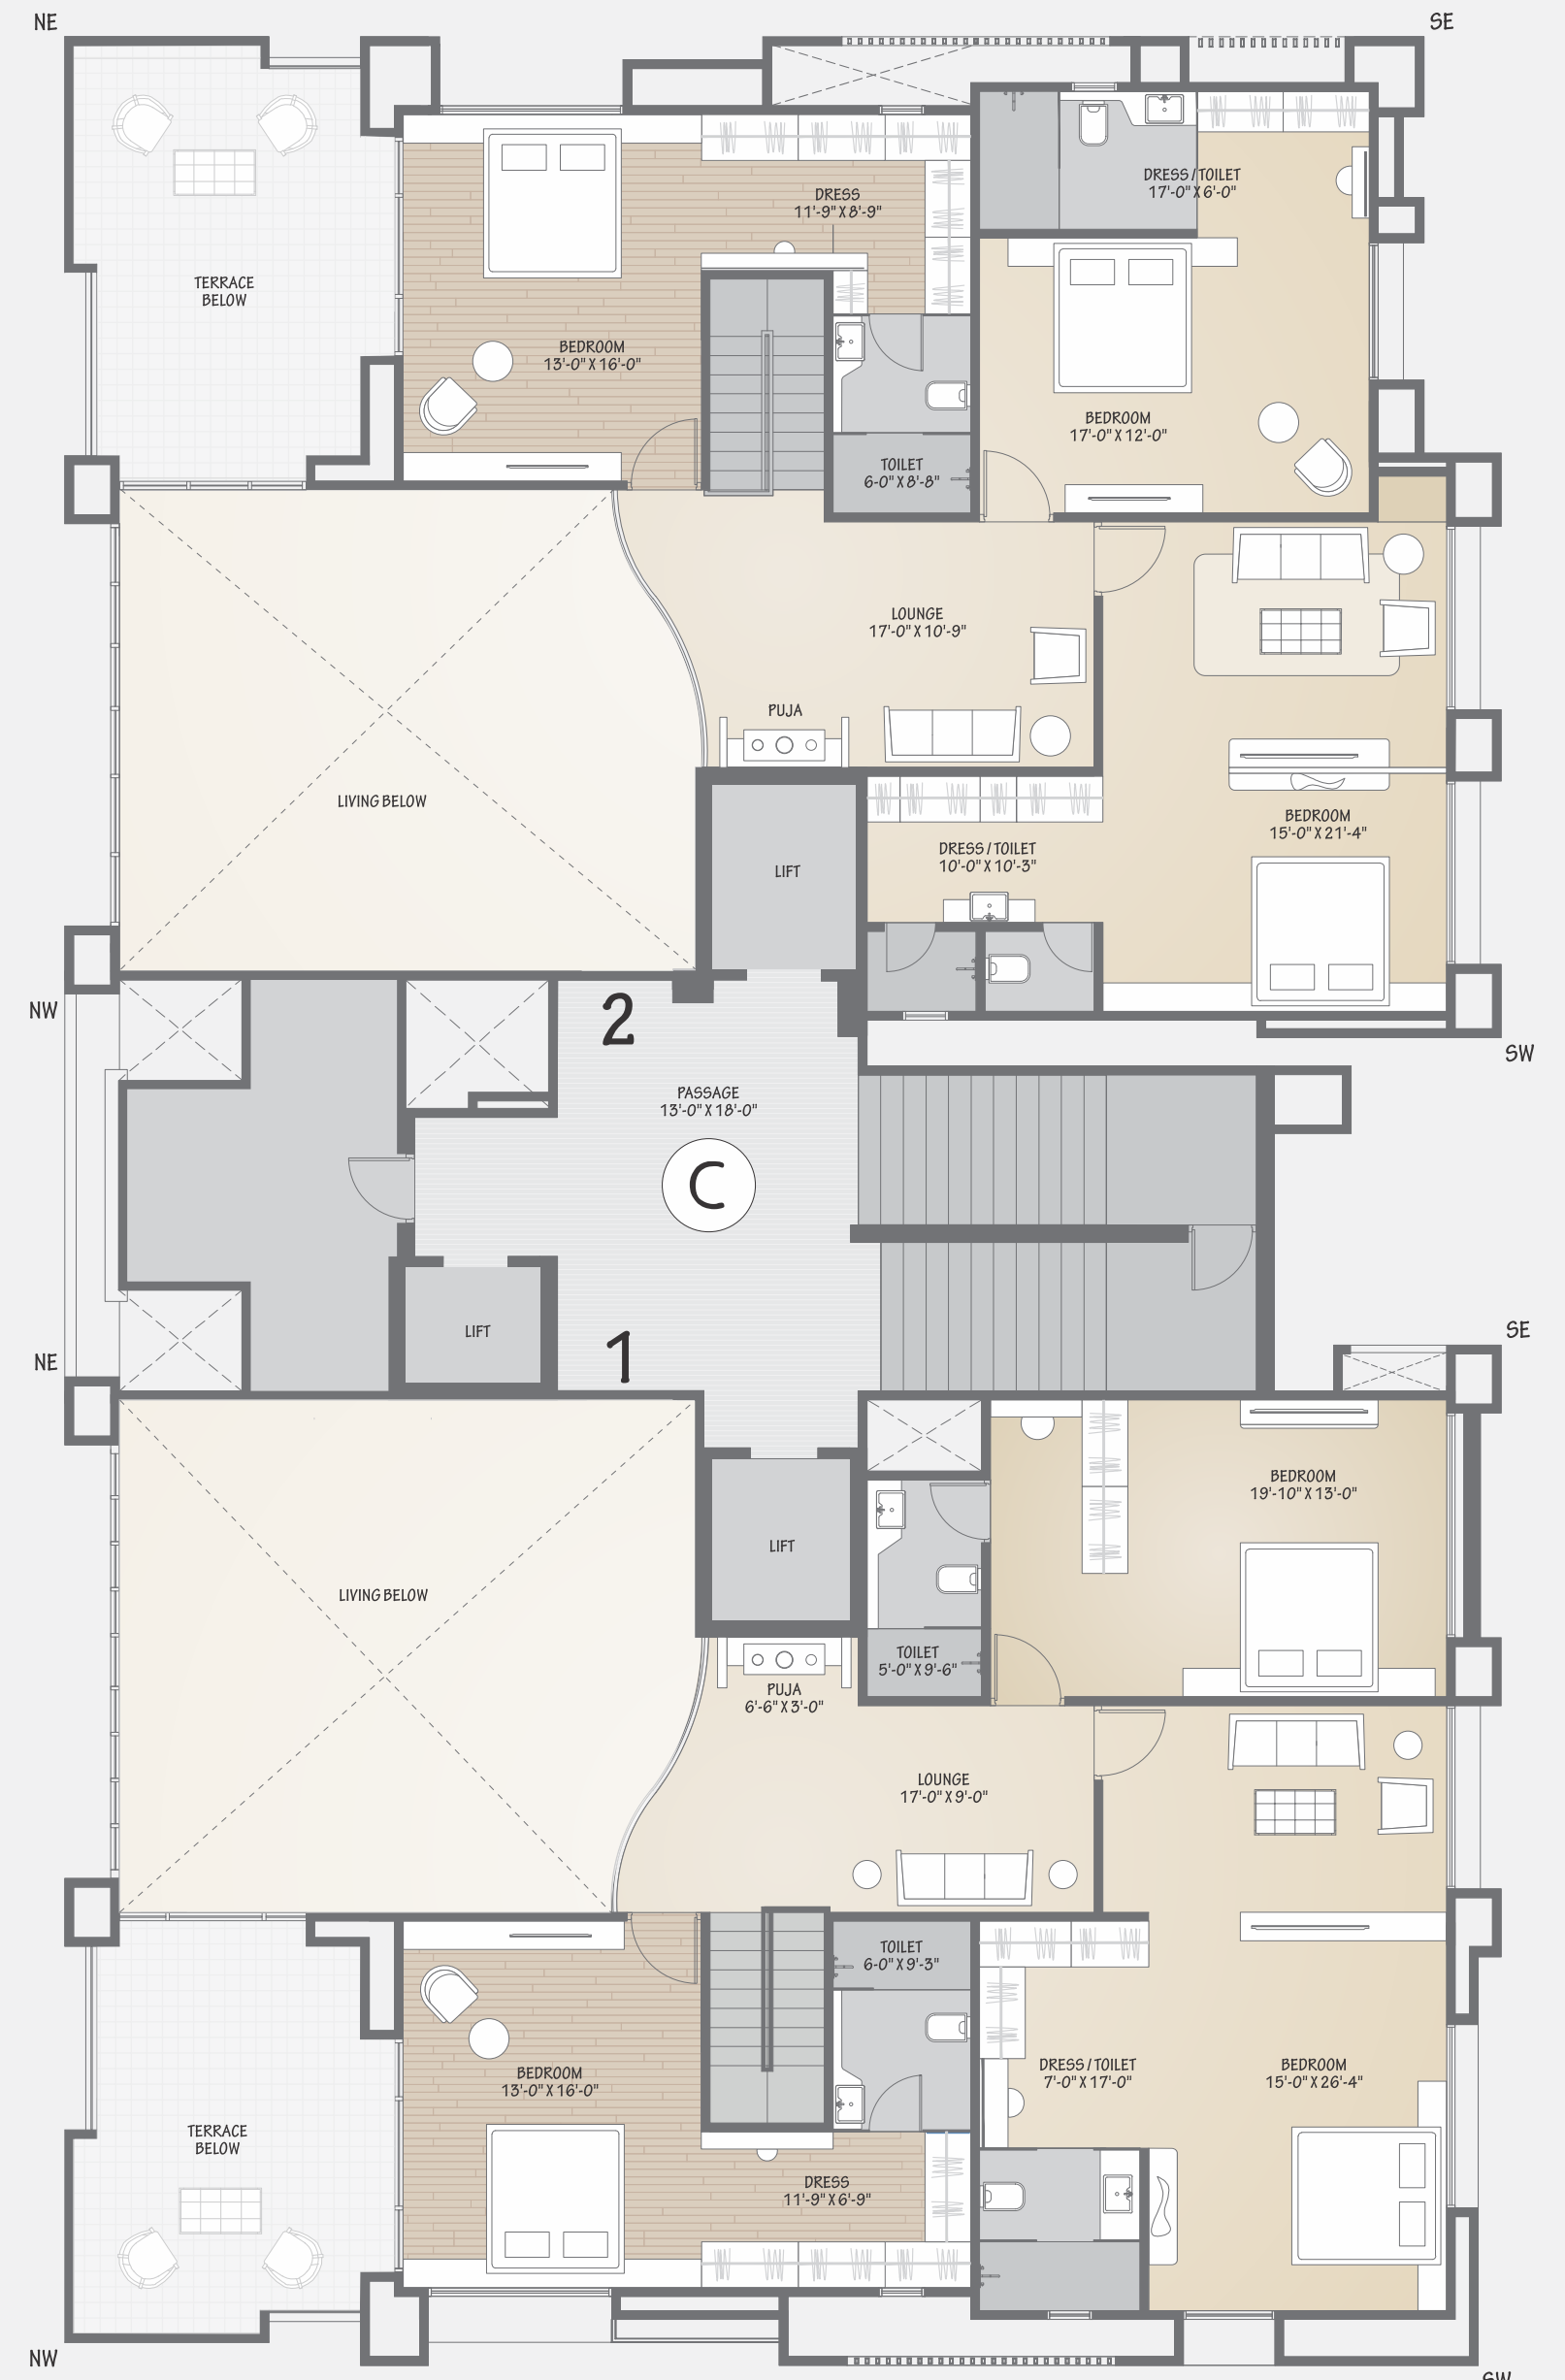 NE
SE
DRESS / TOILET
17'-0" X 6'-0"
DRESS
11'-9" X 8'-9"
TERRACE
BELOW
BEDROOM
13'-0" X 16'-0"
BEDROOM
17'-0" X 12'-0"
TOILET
6-0" X 8'-8"
LOUNGE
17'-0" X 10'-9"
PUJA
LIVING BELOW
BEDROOM
15'-0" X 21'-4"
DRESS / TOILET
10'-0" X 10'-3"
LIFT
NW
2
SW
PASSAGE
13'-0" X 18'-0"
C
LIFT
1
SE
NE
BEDROOM
19'-10" X 13'-0"
LIFT
LIVING BELOW
TOILET
5'-0" X 9'-6"
PUJA
6'-6" X 3'-0"
LOUNGE
17'-0" X 9'-0"
TOILET
6-0" X 9'-3"
BEDROOM
13'-0" X 16'-0"
DRESS / TOILET
7'-0" X 17'-0"
BEDROOM
15'-0" X 26'-4"
TERRACE
BELOW
DRESS
11'-9" X 6'-9"
NW
SW